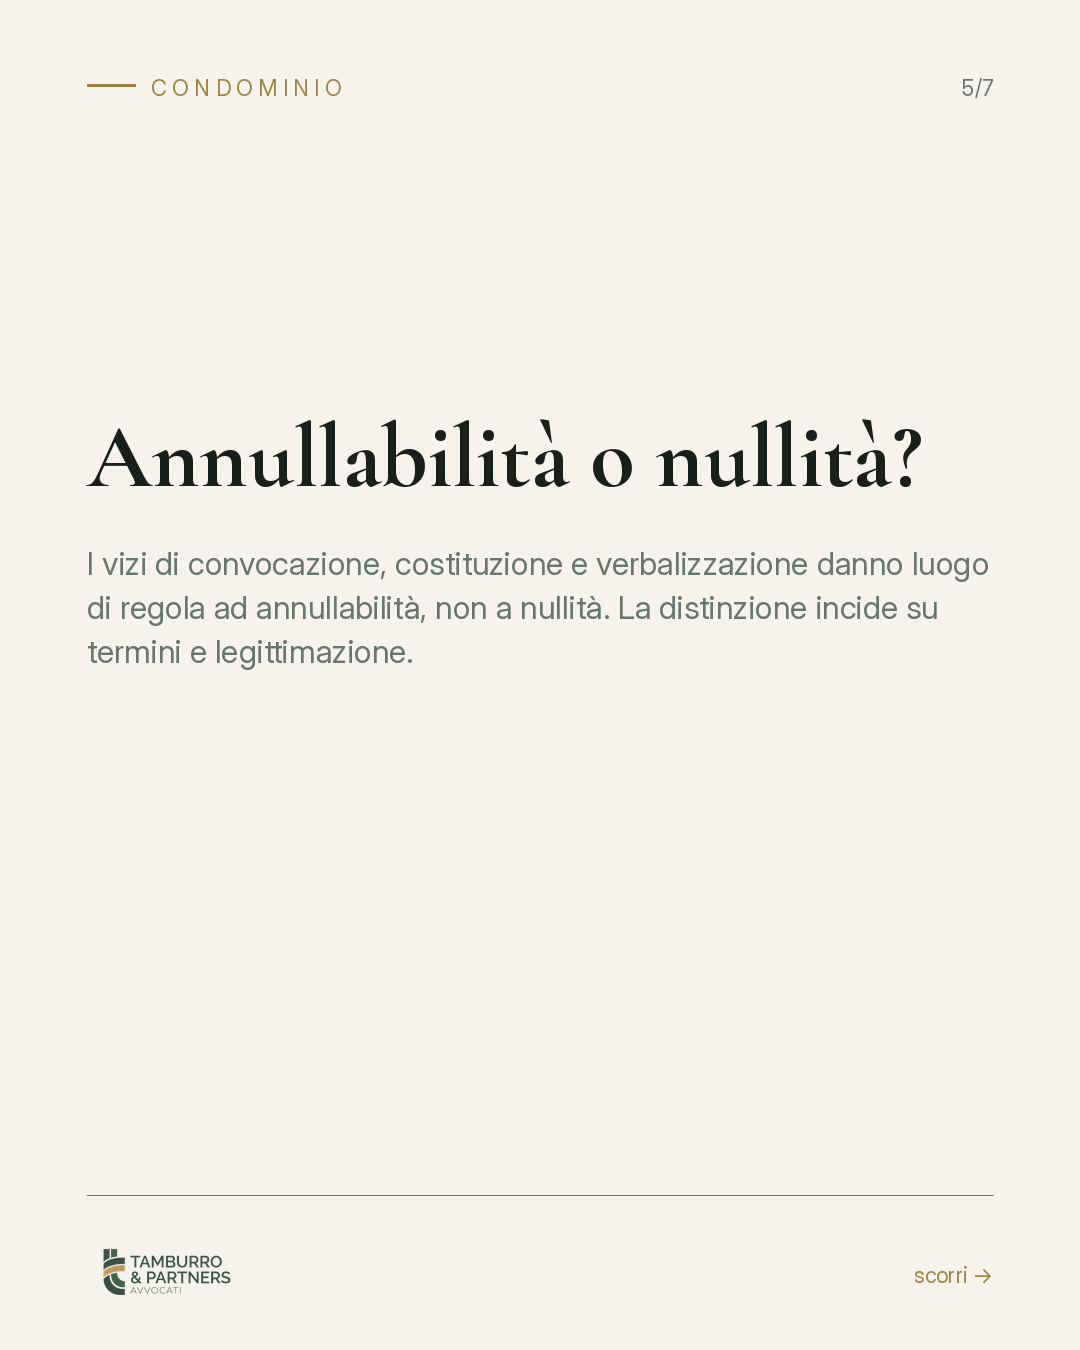 CONDOMINIO
5/7
Annullabilità o nullità?
I vizi di convocazione, costituzione e verbalizzazione danno luogo
di regola ad annullabilità, non a nullità. La distinzione incide su
termini e legittimazione.
TAMBURRO
& PARTNERS
AVVOCATI
scorri →